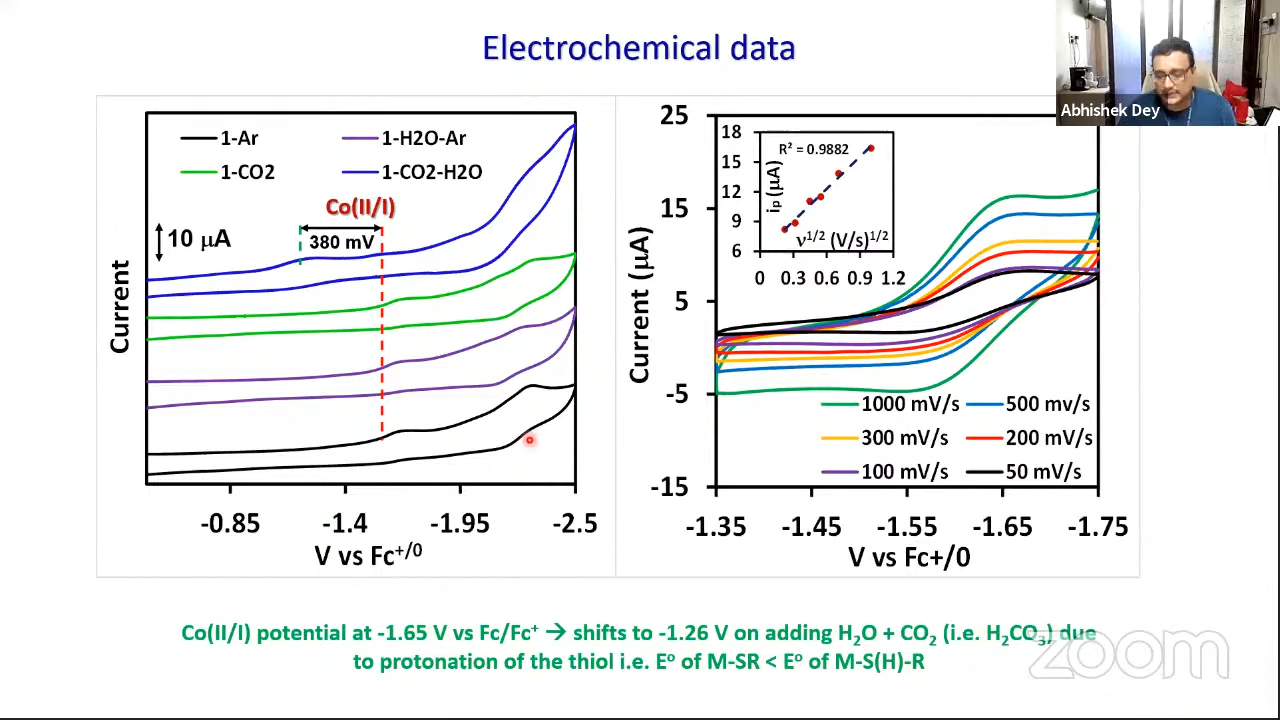 Electrochemical data
Abhishek Dey
1-Ar
1-H2O-Ar
1-CO2
1-CO2-H2O
Co(II/I)
380 mV
10 µA
Current
-0.85
-1.4
-1.95
-2.5
V vs Fc⁺/⁰
25
15
5
-5
-15
Current (µA)
18
15
12
9
6
iₚ (µA)
R² = 0.9882
ν¹/² (V/s)¹/²
0
0.3
0.6
0.9
1.2
1000 mV/s
500 mv/s
300 mV/s
200 mV/s
100 mV/s
50 mV/s
-1.35
-1.45
-1.55
-1.65
-1.75
V vs Fc+/0
Co(II/I) potential at -1.65 V vs Fc/Fc⁺ → shifts to -1.26 V on adding H₂O + CO₂ (i.e. H₂CO₃) due
to protonation of the thiol i.e. E⁰ of M-SR < E⁰ of M-S(H)-R
zoom